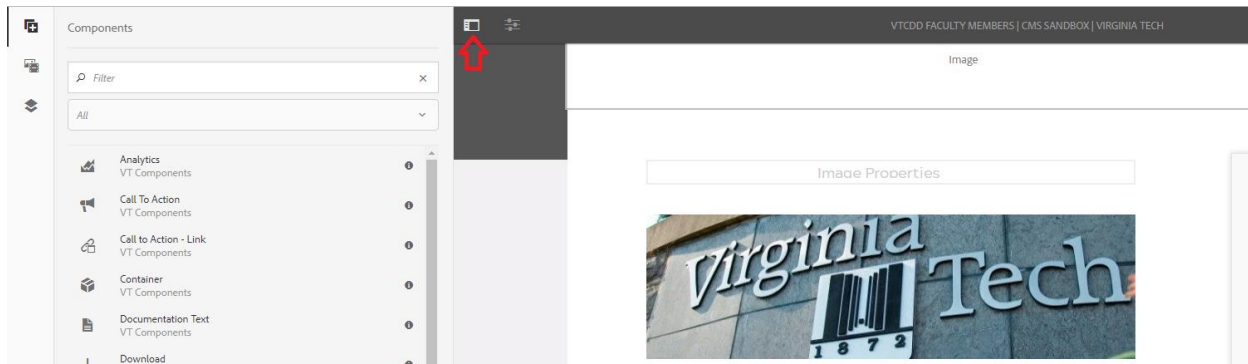 Components
Filter
All
Analytics
VT Components
Call To Action
VT Components
Call to Action - Link
VT Components
Container
VT Components
Documentation Text
VT Components
Download
VTCDD FACULTY MEMBERS | CMS SANDBOX | VIRGINIA TECH
Image
Image Properties
Virginia
Tech
1872